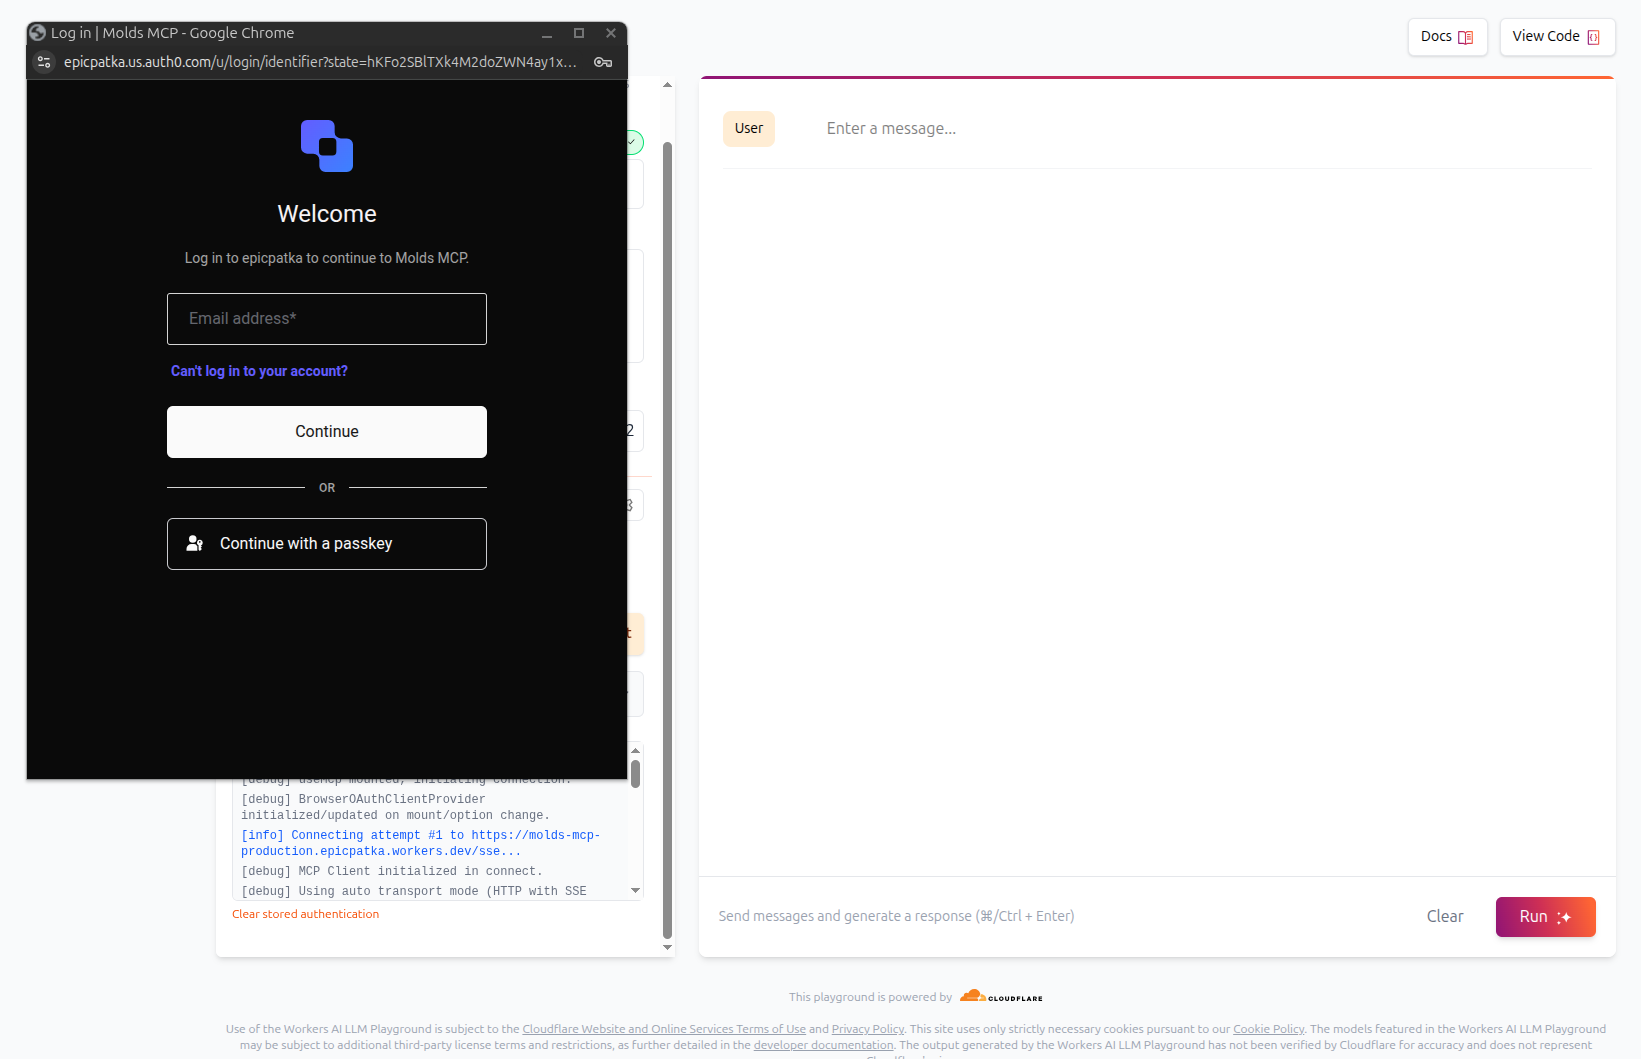 Log in | Molds MCP - Google Chrome
epicpatka.us.auth0.com/u/login/identifier?state=hKFo2SBlTXk4M2doZWN4ay1x...
Welcome
Log in to epicpatka to continue to Molds MCP.
Email address*
Can't log in to your account?
Continue
OR
Continue with a passkey
2
t
[debug] useMcp mounted, initiating connection.
[debug] BrowserOAuthClientProvider
initialized/updated on mount/option change.
[info] Connecting attempt #1 to https://molds-mcp-
production.epicpatka.workers.dev/sse...
[debug] MCP Client initialized in connect.
[debug] Using auto transport mode (HTTP with SSE
Clear stored authentication
Docs
View Code
User
Enter a message...
Send messages and generate a response (⌘/Ctrl + Enter)
Clear
Run
This playground is powered by CLOUDFLARE
Use of the Workers AI LLM Playground is subject to the Cloudflare Website and Online Services Terms of Use and Privacy Policy. This site uses only strictly necessary cookies pursuant to our Cookie Policy. The models featured in the Workers AI LLM Playground
may be subject to additional third-party license terms and restrictions, as further detailed in the developer documentation. The output generated by the Workers AI LLM Playground has not been verified by Cloudflare for accuracy and does not represent